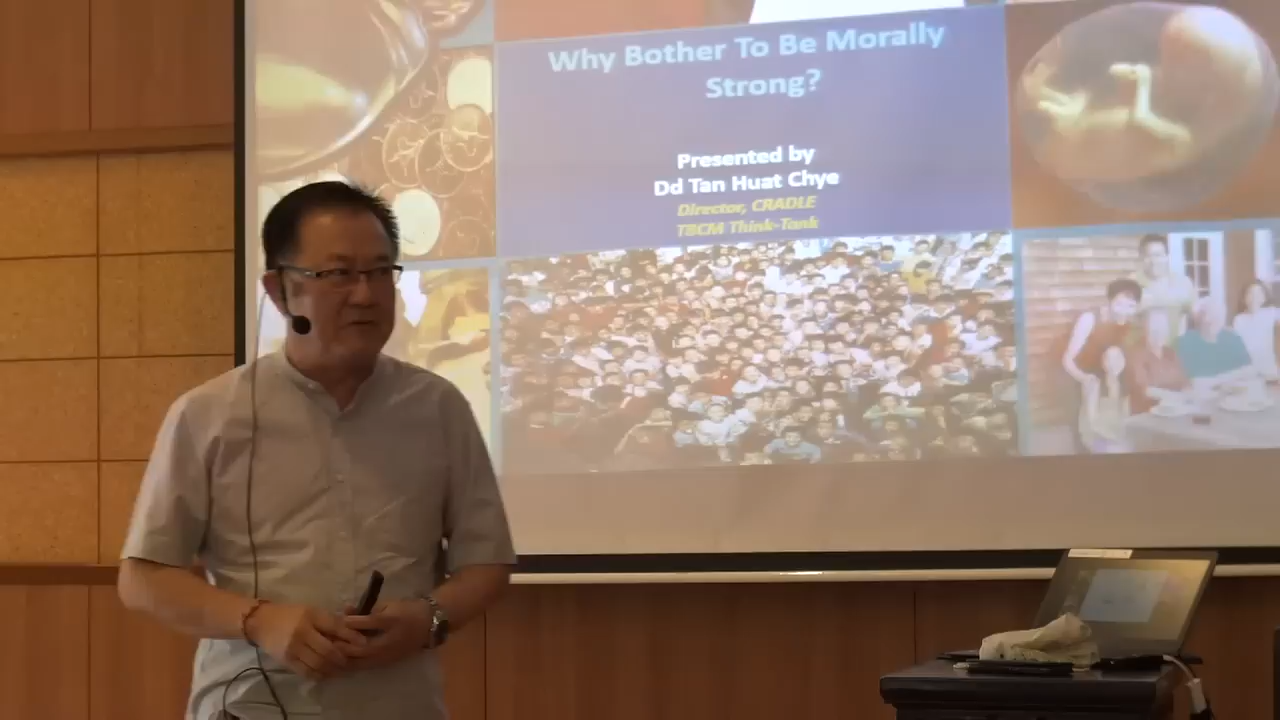 Why Bother To Be Morally
Strong?
Presented by
Dd Tan Huat Chye
Director, CRADLE
TBCM Think-Tank